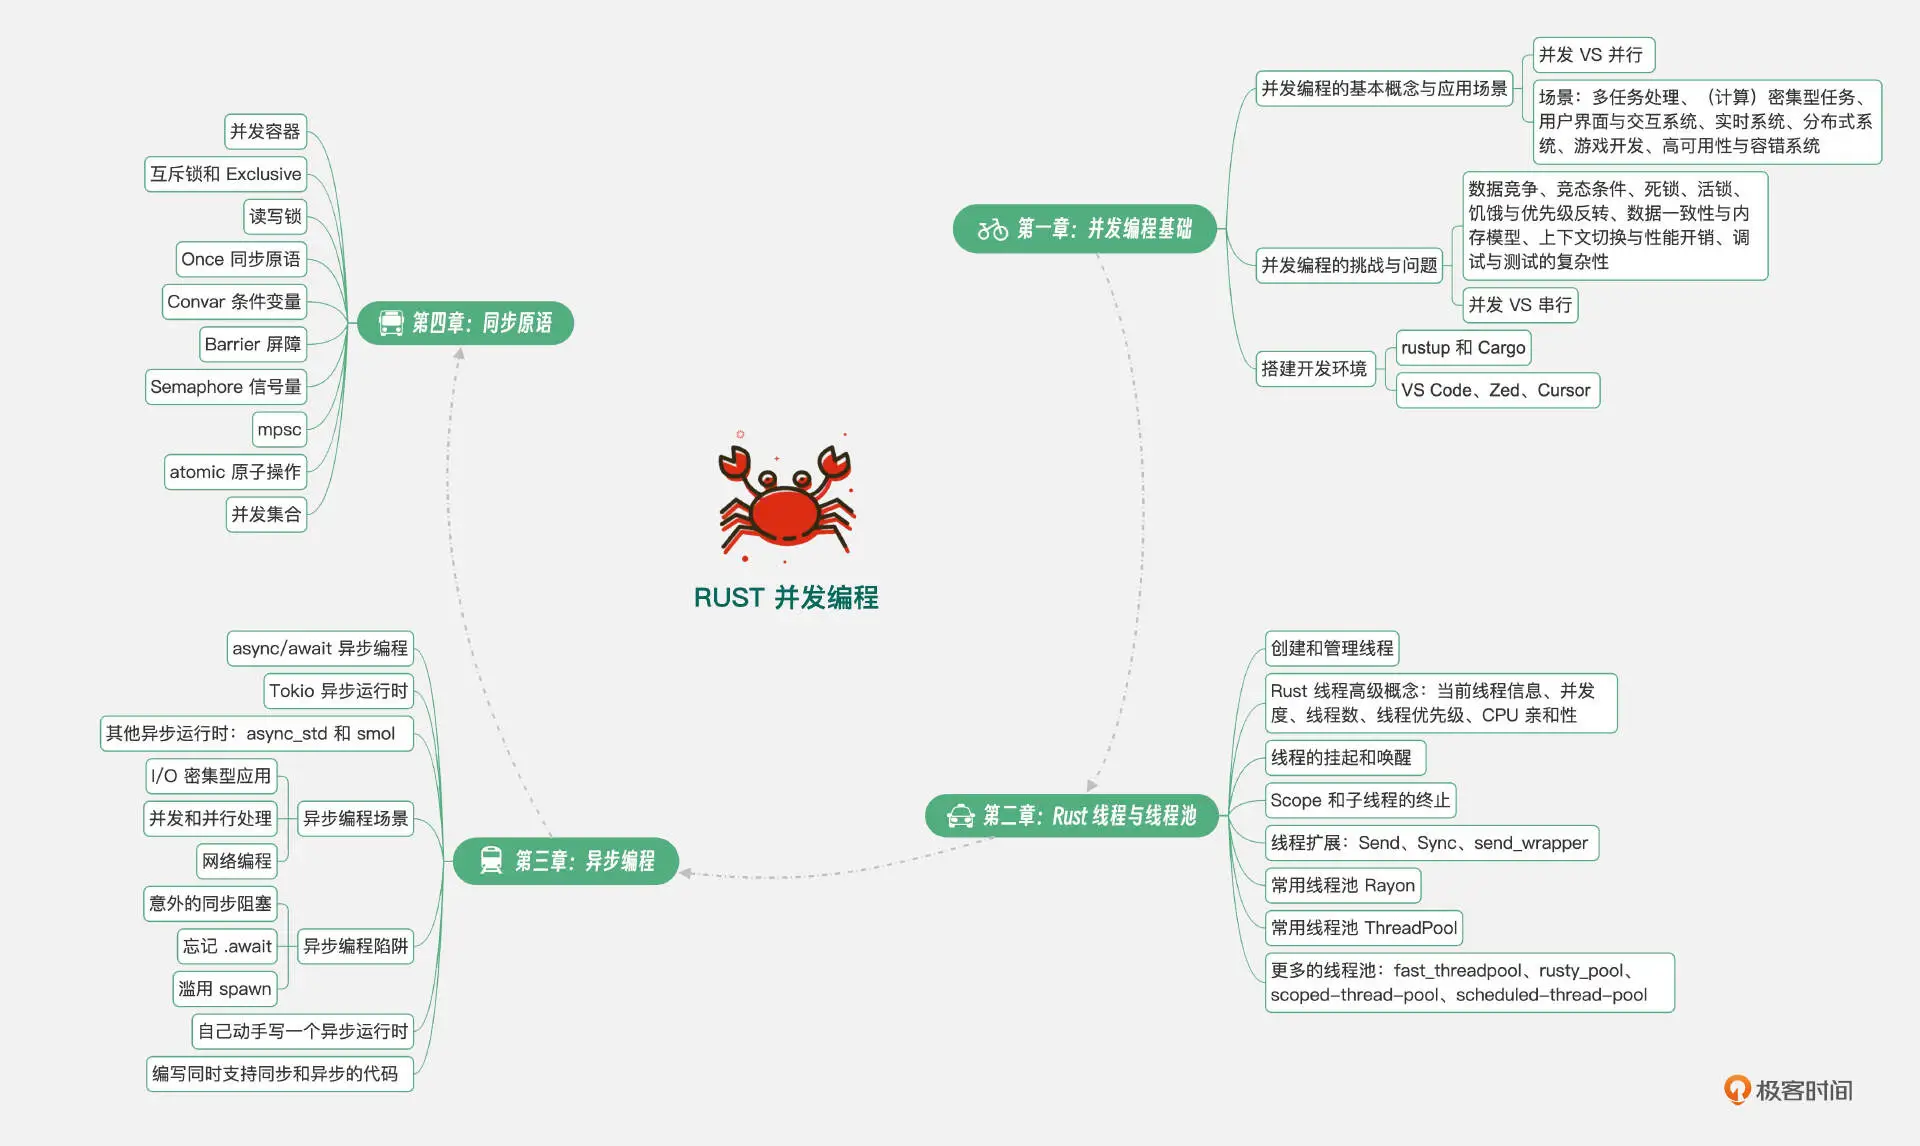 RUST 并发编程
第一章：并发编程基础
并发编程的基本概念与应用场景
并发 VS 并行
场景：多任务处理、（计算）密集型任务、
用户界面与交互系统、实时系统、分布式系
统、游戏开发、高可用性与容错系统
并发编程的挑战与问题
数据竞争、竞态条件、死锁、活锁、
饥饿与优先级反转、数据一致性与内
存模型、上下文切换与性能开销、调
试与测试的复杂性
并发 VS 串行
搭建开发环境
rustup 和 Cargo
VS Code、Zed、Cursor
第二章：Rust 线程与线程池
创建和管理线程
Rust 线程高级概念：当前线程信息、并发
度、线程数、线程优先级、CPU 亲和性
线程的挂起和唤醒
Scope 和子线程的终止
线程扩展：Send、Sync、send_wrapper
常用线程池 Rayon
常用线程池 ThreadPool
更多的线程池：fast_threadpool、rusty_pool、
scoped-thread-pool、scheduled-thread-pool
第三章：异步编程
async/await 异步编程
Tokio 异步运行时
其他异步运行时：async_std 和 smol
异步编程场景
I/O 密集型应用
并发和并行处理
网络编程
异步编程陷阱
意外的同步阻塞
忘记 .await
滥用 spawn
自己动手写一个异步运行时
编写同时支持同步和异步的代码
第四章：同步原语
并发容器
互斥锁和 Exclusive
读写锁
Once 同步原语
Convar 条件变量
Barrier 屏障
Semaphore 信号量
mpsc
atomic 原子操作
并发集合
极客时间